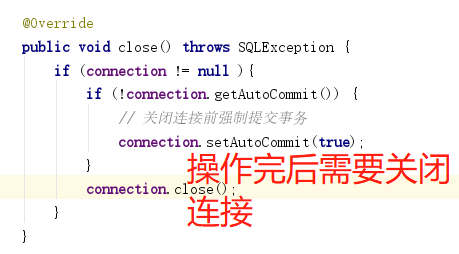 @Override
public void close() throws SQLException {
if (connection != null ){
if (!connection.getAutoCommit()) {
// 关闭连接前强制提交事务
connection.setAutoCommit(true);
}
connection.close();
}
}
操作完后需要关闭
连接